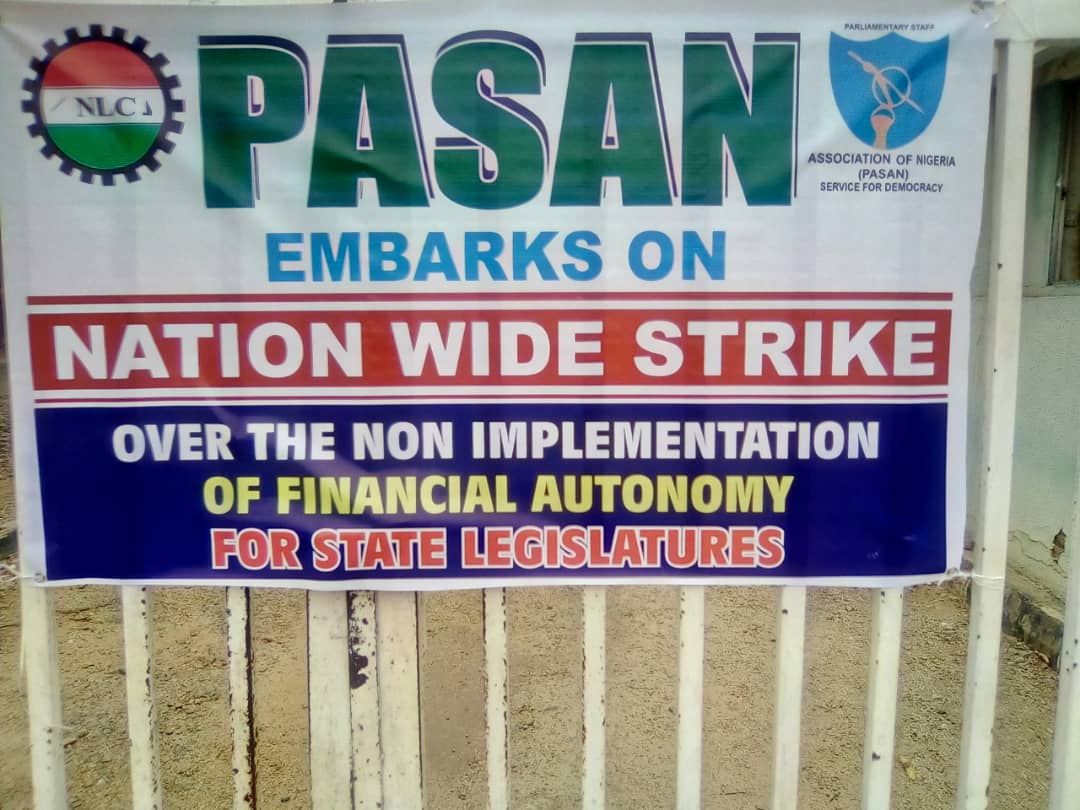 NLC
PASAN
PARLIAMENTARY STAFF
ASSOCIATION OF NIGERIA
(PASAN)
SERVICE FOR DEMOCRACY
EMBARKS ON
NATION WIDE STRIKE
OVER THE NON IMPLEMENTATION
OF FINANCIAL AUTONOMY
FOR STATE LEGISLATURES